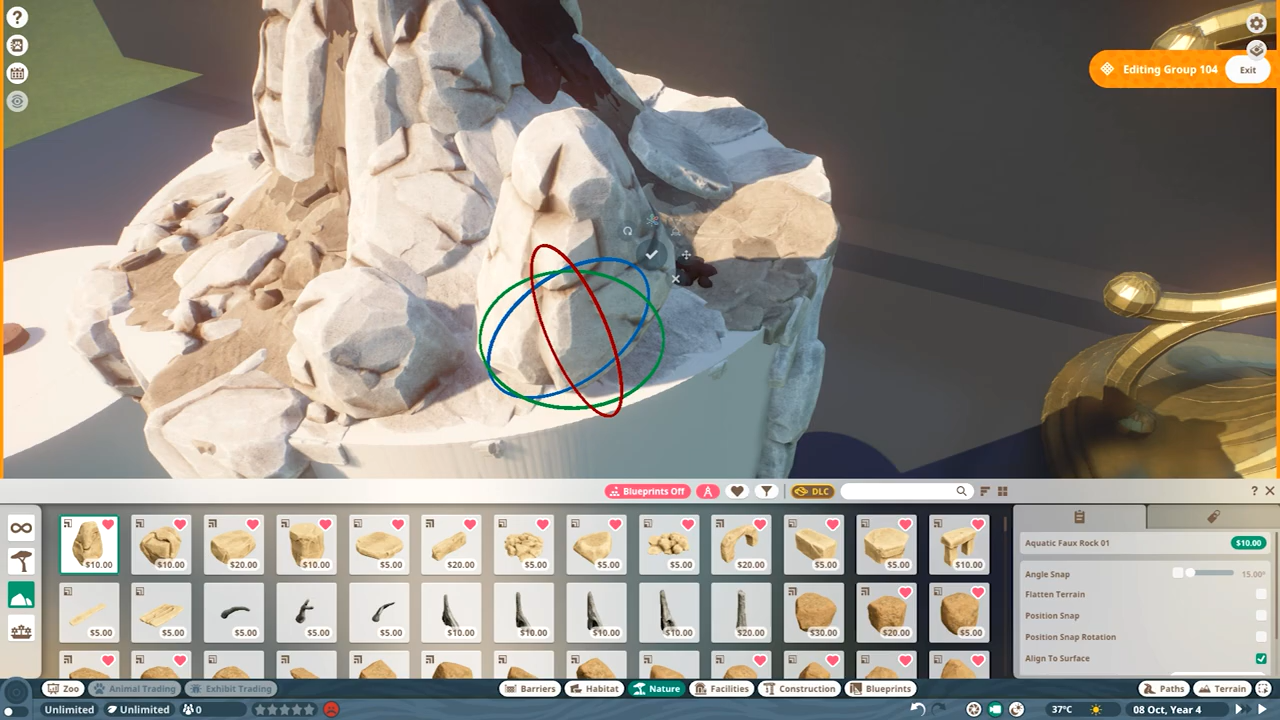 ?
Editing Group 104
Exit
Blueprints Off
DLC
?
$10.00
$10.00
$20.00
$10.00
$5.00
$20.00
$5.00
$5.00
$5.00
$20.00
$5.00
$5.00
$10.00
Aquatic Faux Rock 01
$10.00
Angle Snap
15.00°
Flatten Terrain
Position Snap
Position Snap Rotation
Align To Surface
$5.00
$5.00
$5.00
$5.00
$5.00
$10.00
$10.00
$10.00
$10.00
$20.00
$30.00
$20.00
$5.00
Zoo
Animal Trading
Exhibit Trading
Barriers
Habitat
Nature
Facilities
Construction
Blueprints
Paths
Terrain
Unlimited
Unlimited
0
37°C
08 Oct, Year 4